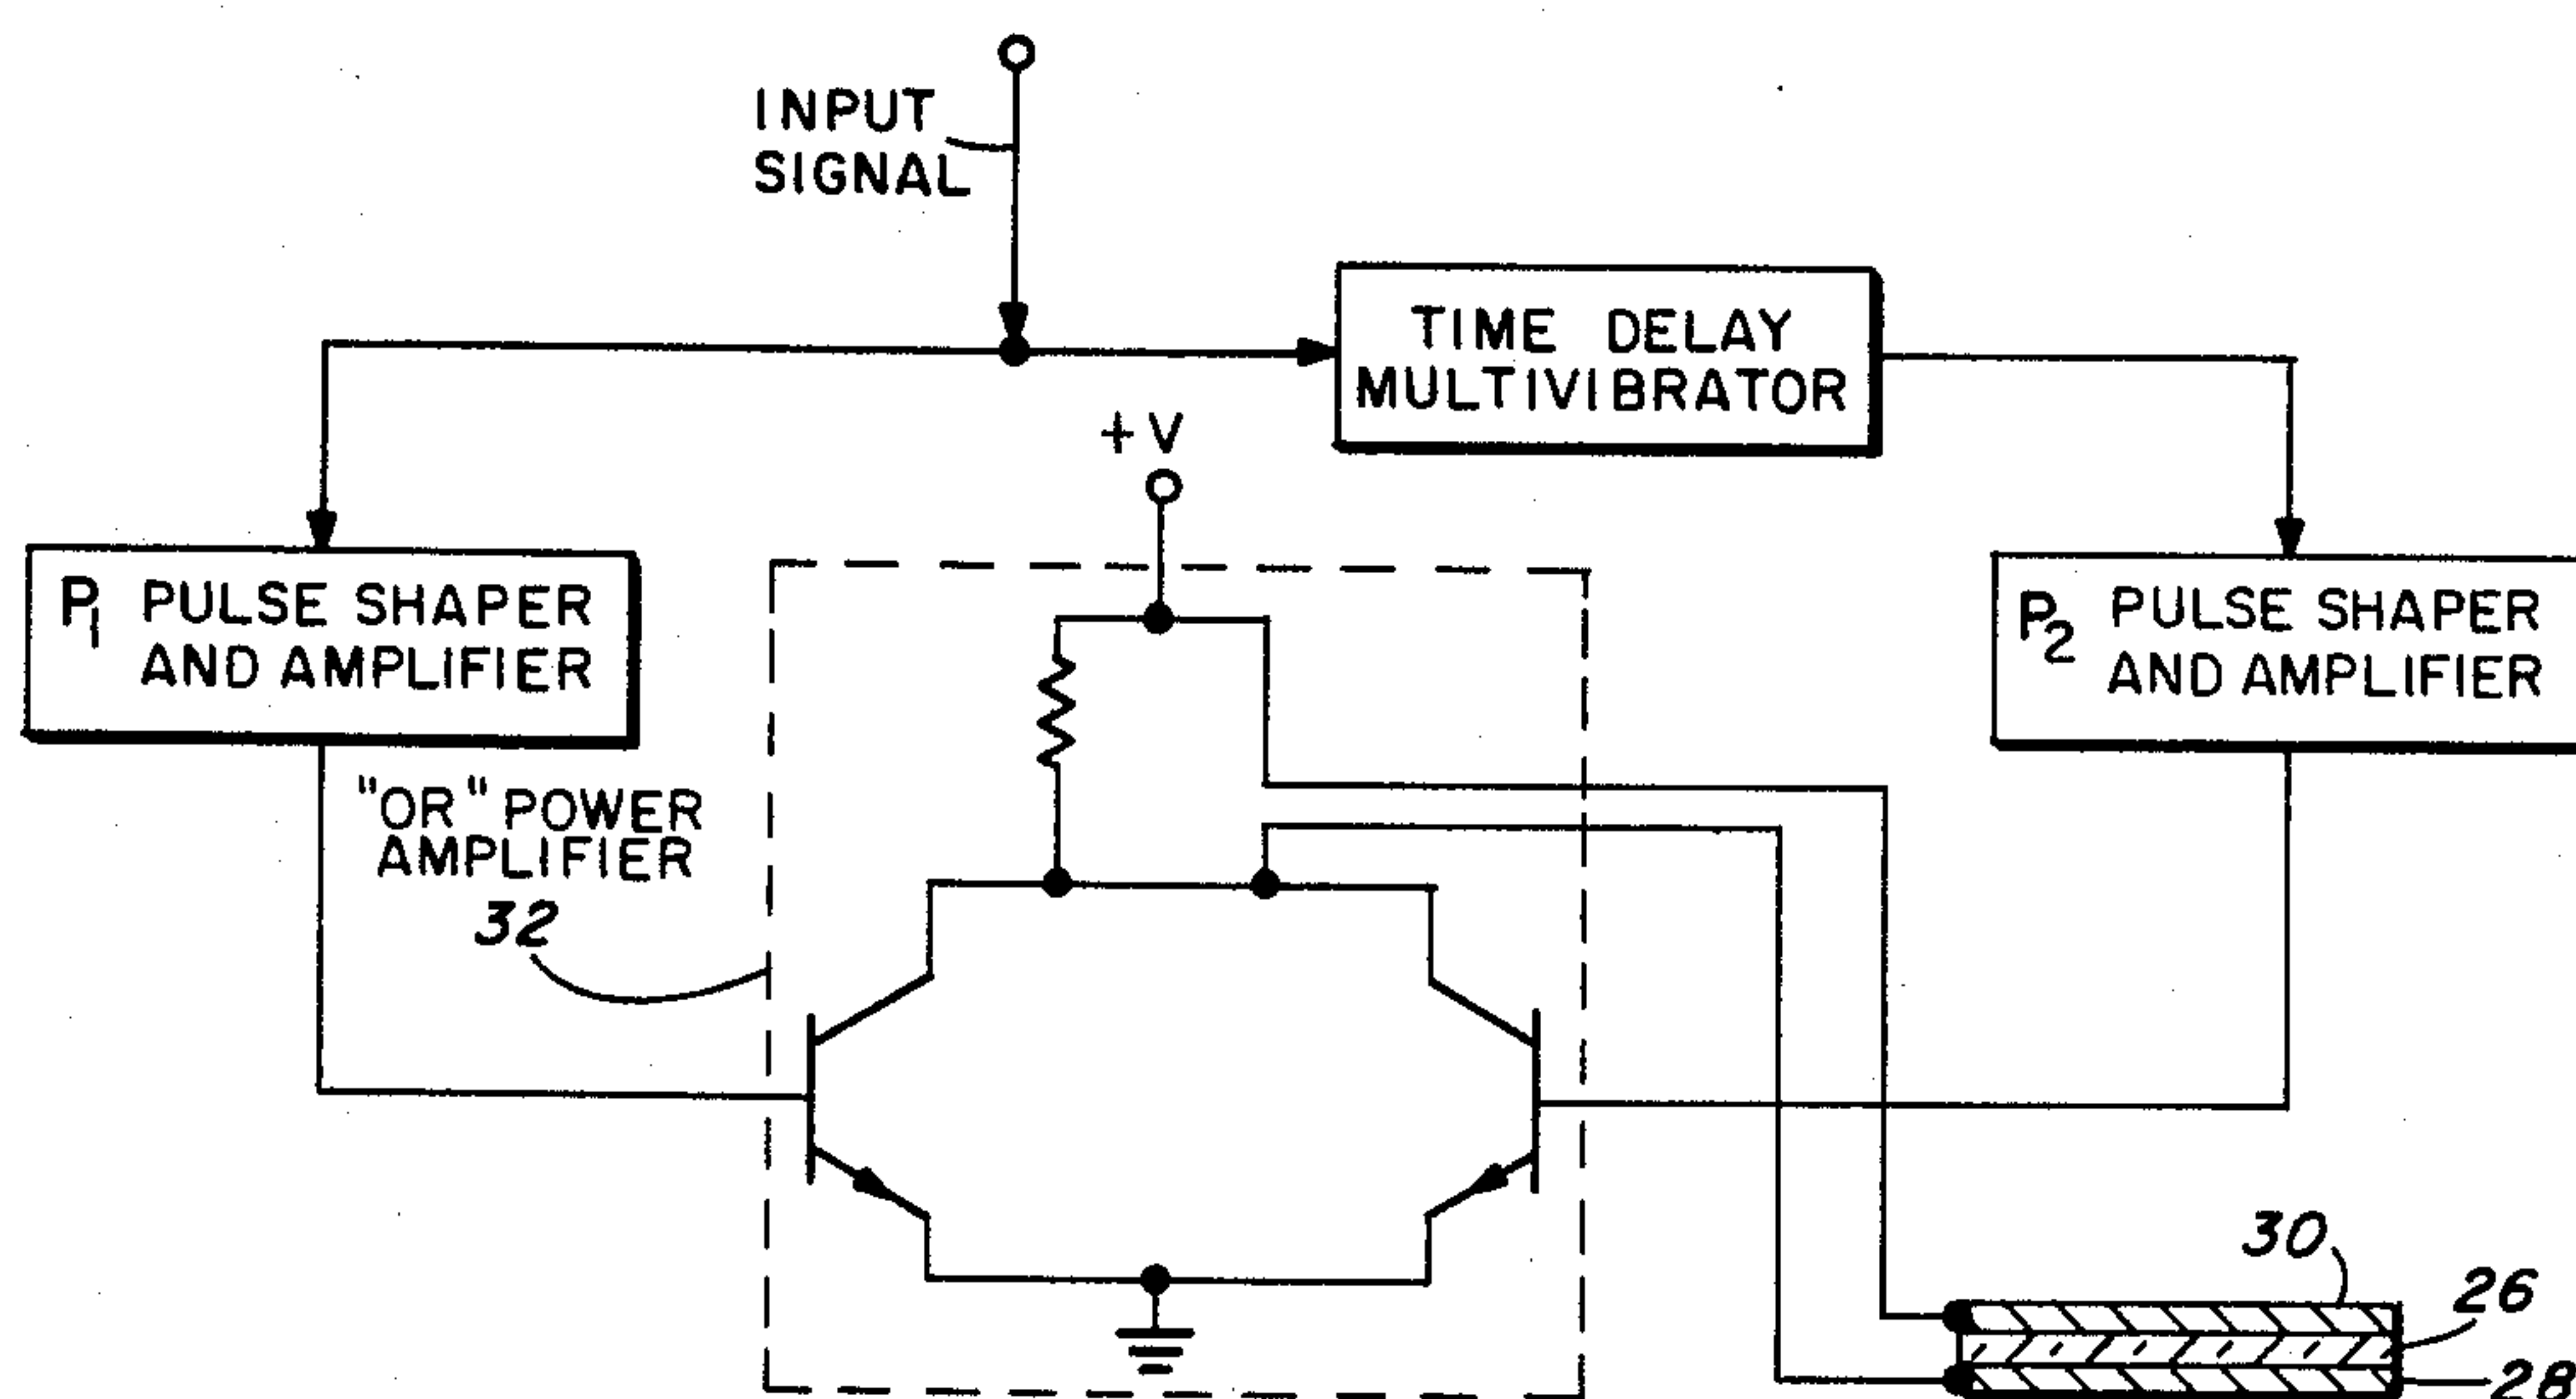 INPUT
SIGNAL
TIME DELAY
MULTIVIBRATOR
+V
P1 PULSE SHAPER
AND AMPLIFIER
P2 PULSE SHAPER
AND AMPLIFIER
"OR" POWER
AMPLIFIER
32
30
26
28